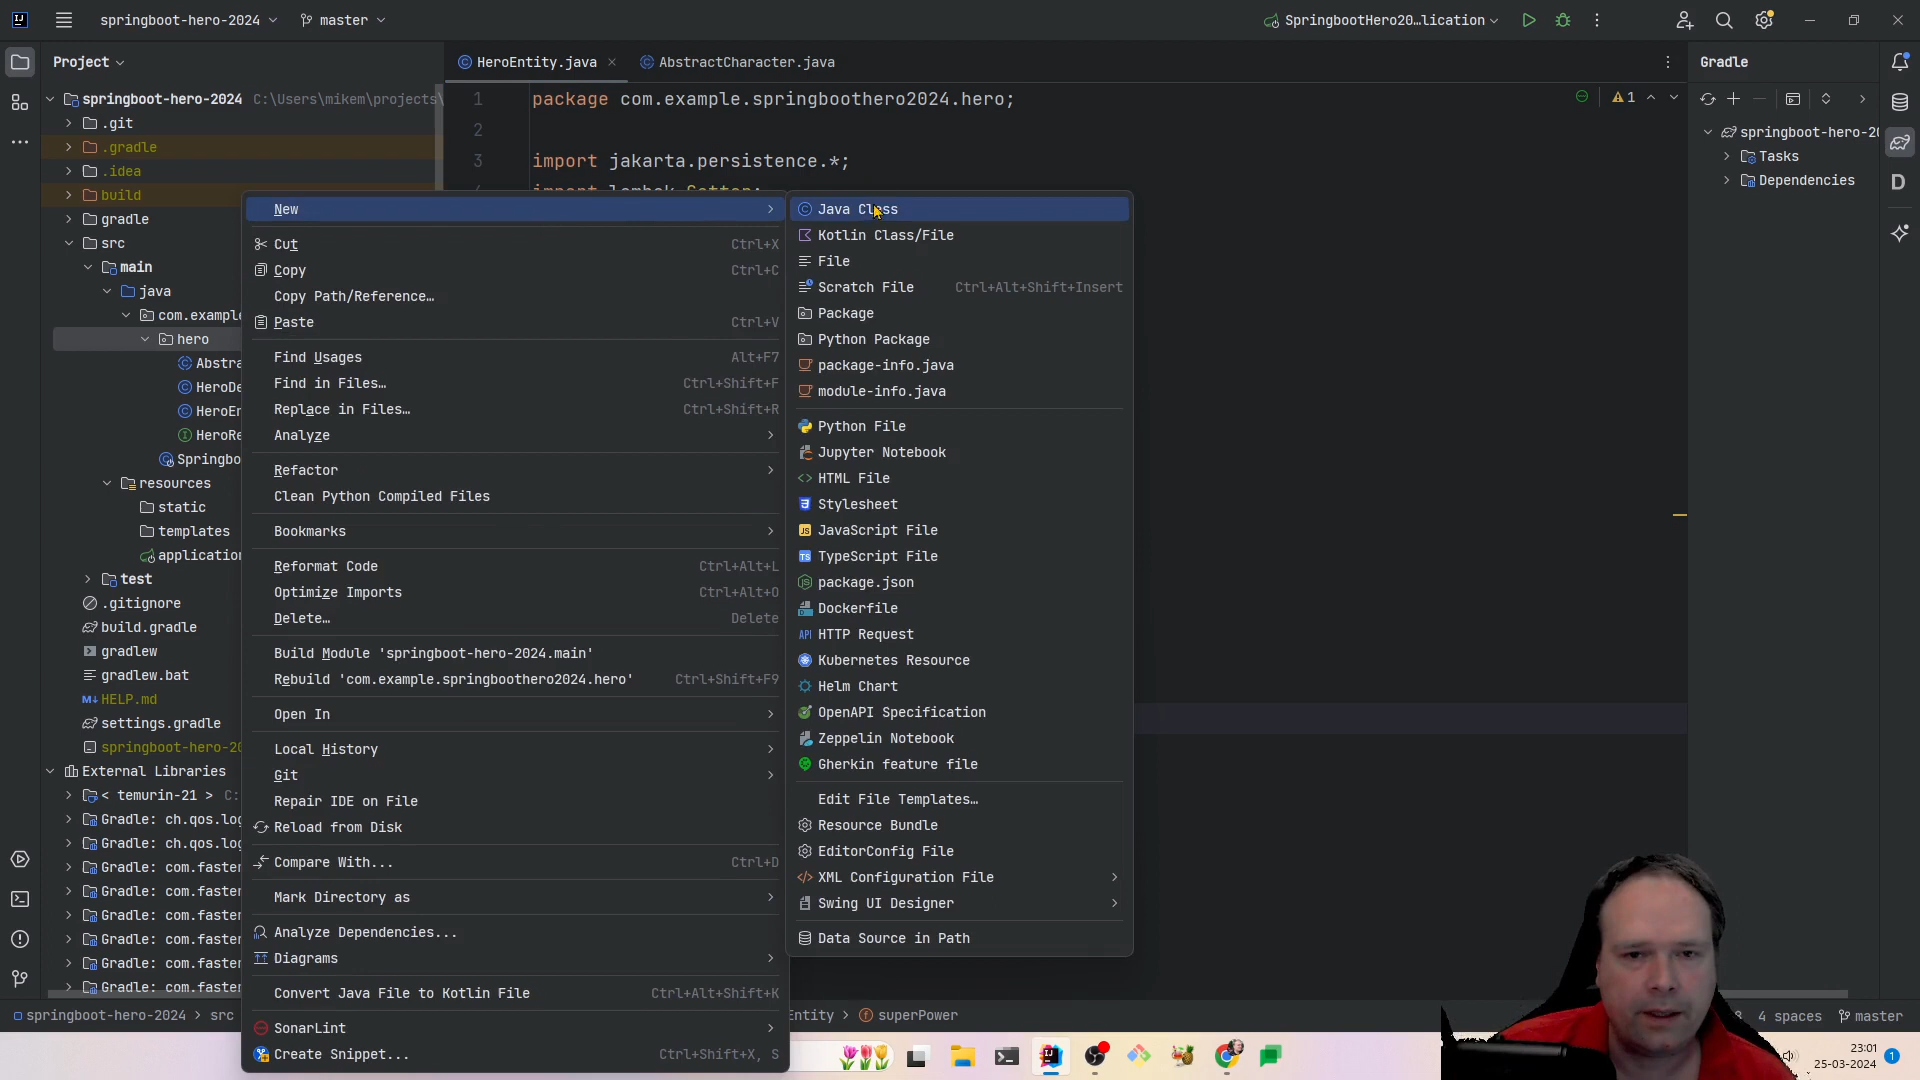 springboot-hero-2024
master
SpringbootHero20…lication
Project
HeroEntity.java
AbstractCharacter.java
Gradle
springboot-hero-2024 C:\Users\mikem\projects\
.git
.gradle
.idea
build
gradle
src
main
java
com.example
hero
Abstra
HeroDe
HeroEn
HeroRe
Springbo
resources
static
templates
application
test
.gitignore
build.gradle
gradlew
gradlew.bat
M↓ HELP.md
settings.gradle
springboot-hero-20
External Libraries
< temurin-21 > C:
Gradle: ch.qos.log
Gradle: ch.qos.log
Gradle: com.faster
Gradle: com.faster
Gradle: com.faster
Gradle: com.faster
Gradle: com.faster
Gradle: com.faster
1 package com.example.springboothero2024.hero;
2
3 import jakarta.persistence.*;
import lombok.Setter;
1
springboot-hero-20
Tasks
Dependencies
D
New
Cut Ctrl+X
Copy Ctrl+C
Copy Path/Reference…
Paste Ctrl+V
Find Usages Alt+F7
Find in Files… Ctrl+Shift+F
Replace in Files… Ctrl+Shift+R
Analyze
Refactor
Clean Python Compiled Files
Bookmarks
Reformat Code Ctrl+Alt+L
Optimize Imports Ctrl+Alt+O
Delete… Delete
Build Module 'springboot-hero-2024.main'
Rebuild 'com.example.springboothero2024.hero' Ctrl+Shift+F9
Open In
Local History
Git
Repair IDE on File
Reload from Disk
Compare With... Ctrl+D
Mark Directory as
Analyze Dependencies...
Diagrams
Convert Java File to Kotlin File Ctrl+Alt+Shift+K
SonarLint
Create Snippet... Ctrl+Shift+X, S
Java Class
Kotlin Class/File
File
Scratch File Ctrl+Alt+Shift+Insert
Package
Python Package
package-info.java
module-info.java
Python File
Jupyter Notebook
HTML File
Stylesheet
JS JavaScript File
TS TypeScript File
package.json
Dockerfile
API HTTP Request
Kubernetes Resource
Helm Chart
OpenAPI Specification
Zeppelin Notebook
Gherkin feature file
Edit File Templates…
Resource Bundle
EditorConfig File
XML Configuration File
Swing UI Designer
Data Source in Path
springboot-hero-2024 > src
Entity > superPower
4 spaces
master
23:01
25-03-2024
1